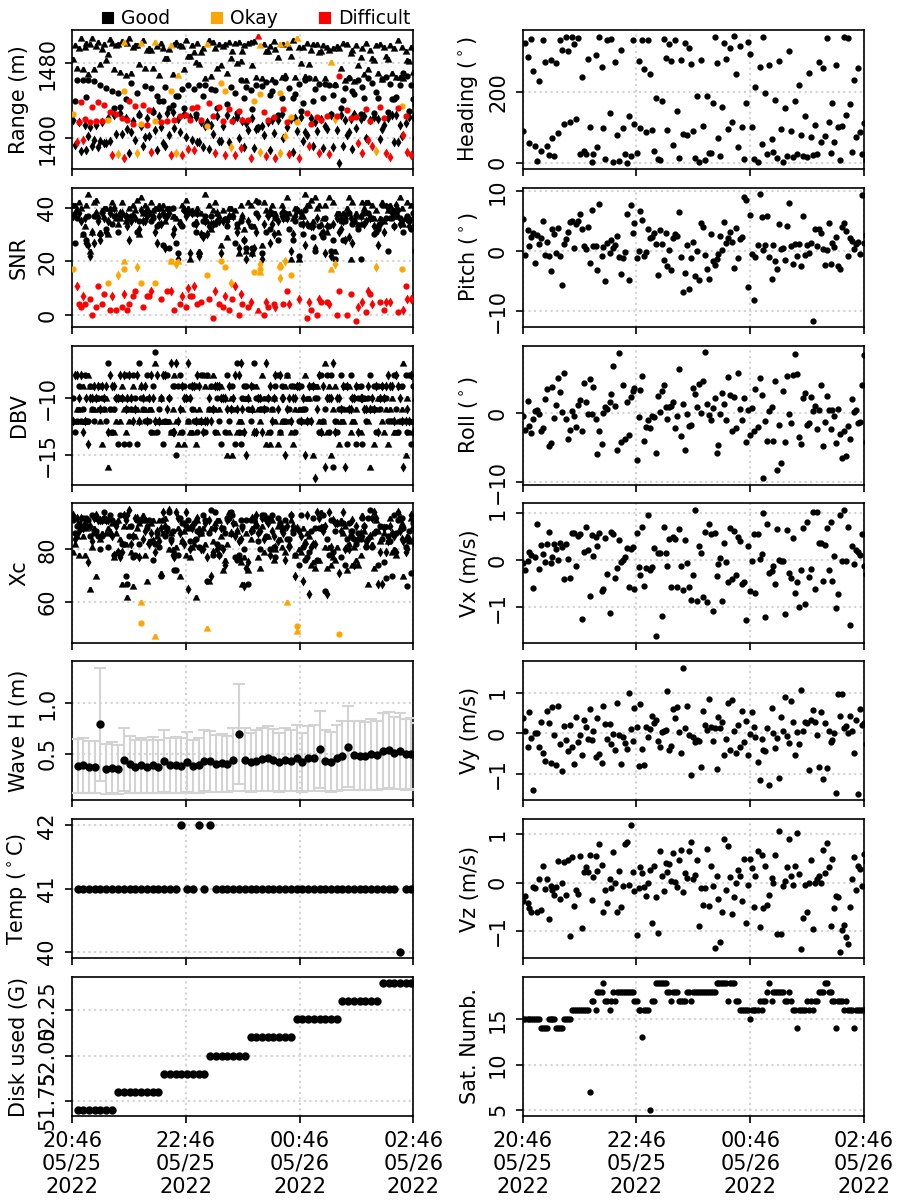 Good Okay Difficult
Range (m)
1480
1400
Heading (°)
200
0
SNR
40
20
0
Pitch (°)
10
0
−10
DBV
−10
−15
Roll (°)
0
−10
Xc
80
60
Vx (m/s)
1
0
−1
Wave H (m)
1.0
0.5
Vy (m/s)
1
0
−1
Temp (°C)
42
41
40
Vz (m/s)
1
0
−1
Disk used (G)
52.25
52.00
51.75
Sat. Numb.
15
10
5
20:46 22:46 00:46 02:46
05/25 05/25 05/26 05/26
2022 2022 2022 2022
20:46 22:46 00:46 02:46
05/25 05/25 05/26 05/26
2022 2022 2022 2022